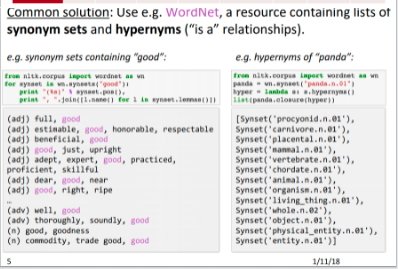 Common solution: Use e.g. WordNet, a resource containing lists of
synonym sets and hypernyms ("is a" relationships).
e.g. synonym sets containing "good":
from nltk.corpus import wordnet as wn
for synset in wn.synsets("good"):
print "(%s)" % synset.pos(),
print ", ".join([l.name() for l in synset.lemmas()])
(adj) full, good
(adj) estimable, good, honorable, respectable
(adj) beneficial, good
(adj) good, just, upright
(adj) adept, expert, good, practiced,
proficient, skillful
(adj) dear, good, near
(adj) good, right, ripe
…
(adv) well, good
(adv) thoroughly, soundly, good
(n) good, goodness
(n) commodity, trade good, good
e.g. hypernyms of "panda":
from nltk.corpus import wordnet as wn
panda = wn.synset("panda.n.01")
hyper = lambda s: s.hypernyms()
list(panda.closure(hyper))
[Synset('procyonid.n.01'),
Synset('carnivore.n.01'),
Synset('placental.n.01'),
Synset('mammal.n.01'),
Synset('vertebrate.n.01'),
Synset('chordate.n.01'),
Synset('animal.n.01'),
Synset('organism.n.01'),
Synset('living_thing.n.01'),
Synset('whole.n.02'),
Synset('object.n.01'),
Synset('physical_entity.n.01'),
Synset('entity.n.01')]
5
1/11/18